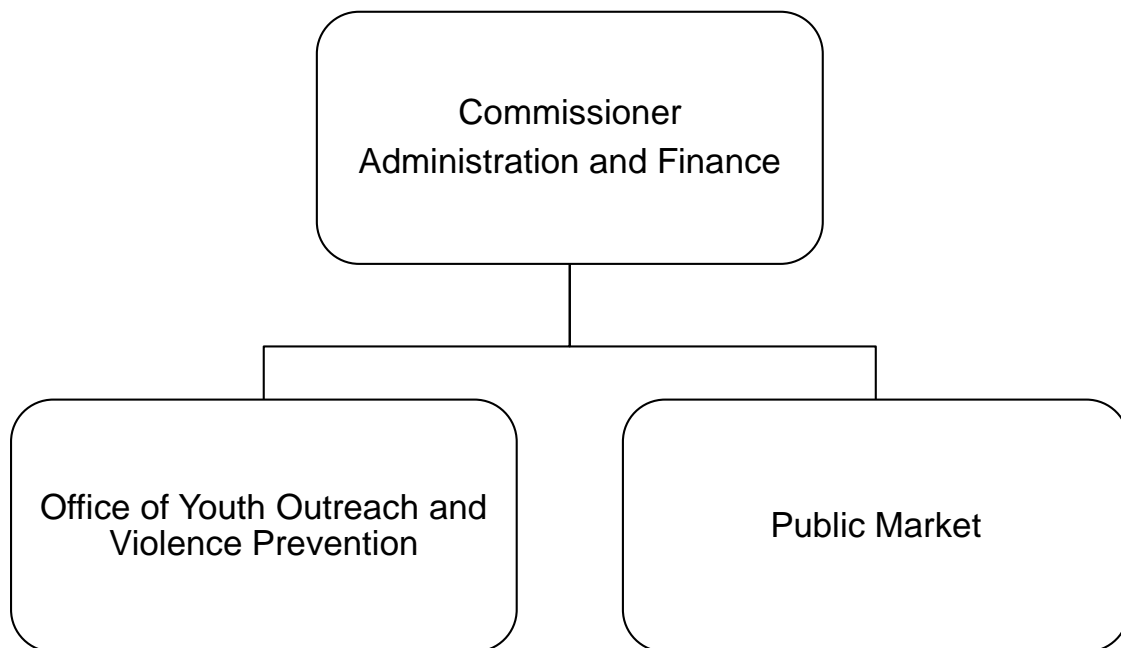 Commissioner
Administration and Finance
Office of Youth Outreach and
Violence Prevention
Public Market